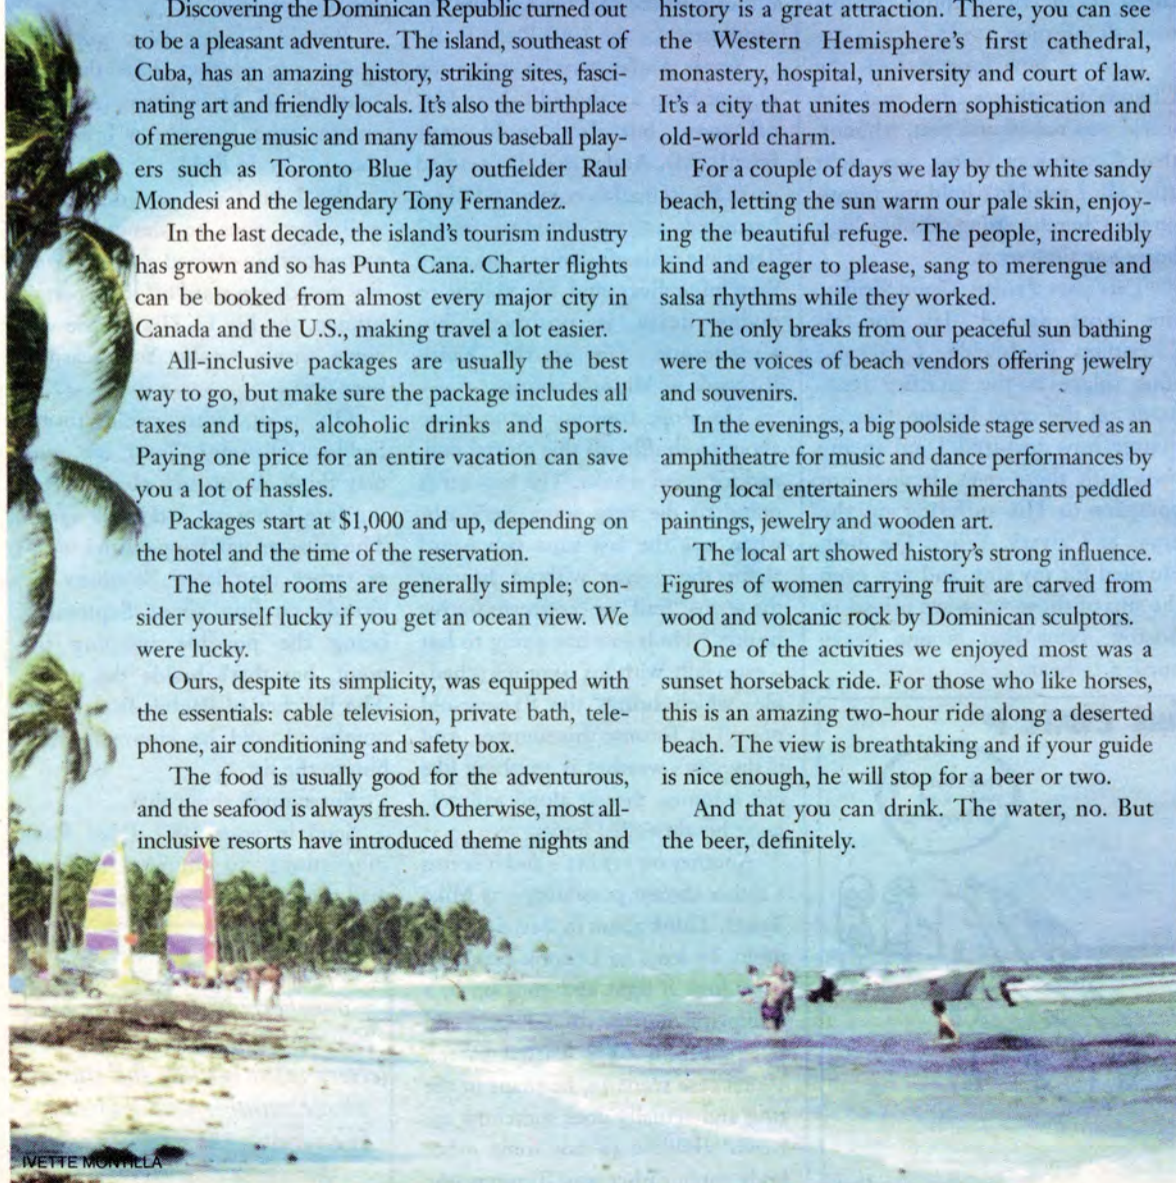 Discovering the Dominican Republic turned out
to be a pleasant adventure. The island, southeast of
Cuba, has an amazing history, striking sites, fasci-
nating art and friendly locals. It's also the birthplace
of merengue music and many famous baseball play-
ers such as Toronto Blue Jay outfielder Raul
Mondesi and the legendary Tony Fernandez.
In the last decade, the island's tourism industry
has grown and so has Punta Cana. Charter flights
can be booked from almost every major city in
Canada and the U.S., making travel a lot easier.
All-inclusive packages are usually the best
way to go, but make sure the package includes all
taxes and tips, alcoholic drinks and sports.
Paying one price for an entire vacation can save
you a lot of hassles.
Packages start at $1,000 and up, depending on
the hotel and the time of the reservation.
The hotel rooms are generally simple; con-
sider yourself lucky if you get an ocean view. We
were lucky.
Ours, despite its simplicity, was equipped with
the essentials: cable television, private bath, tele-
phone, air conditioning and safety box.
The food is usually good for the adventurous,
and the seafood is always fresh. Otherwise, most all-
inclusive resorts have introduced theme nights and
history is a great attraction. There, you can see
the Western Hemisphere's first cathedral,
monastery, hospital, university and court of law.
It's a city that unites modern sophistication and
old-world charm.
For a couple of days we lay by the white sandy
beach, letting the sun warm our pale skin, enjoy-
ing the beautiful refuge. The people, incredibly
kind and eager to please, sang to merengue and
salsa rhythms while they worked.
The only breaks from our peaceful sun bathing
were the voices of beach vendors offering jewelry
and souvenirs.
In the evenings, a big poolside stage served as an
amphitheatre for music and dance performances by
young local entertainers while merchants peddled
paintings, jewelry and wooden art.
The local art showed history's strong influence.
Figures of women carrying fruit are carved from
wood and volcanic rock by Dominican sculptors.
One of the activities we enjoyed most was a
sunset horseback ride. For those who like horses,
this is an amazing two-hour ride along a deserted
beach. The view is breathtaking and if your guide
is nice enough, he will stop for a beer or two.
And that you can drink. The water, no. But
the beer, definitely.
IVETTE MONTILLA